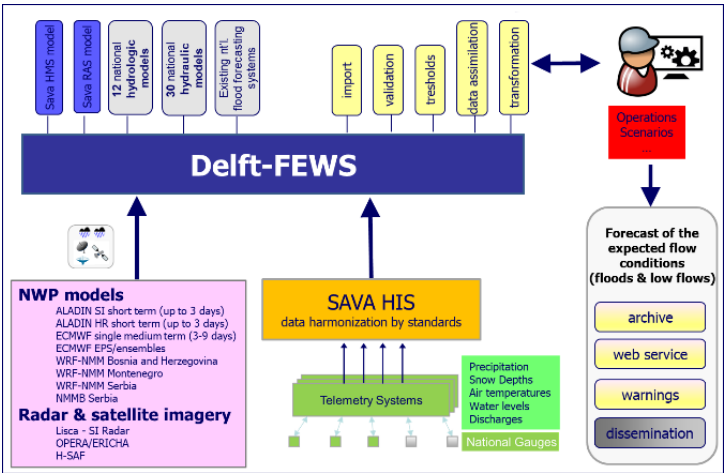 Sava HMS model
Sava RAS model
12 national
hydrologic
models
30 national
hydraulic
models
Existing nt'l.
flood forecasting
systems
import
validation
tresholds
data assimilation
transformation
Operations
Scenarios
...
Delft-FEWS
Forecast of the
expected flow
conditions
(floods & low flows)
archive
web service
warnings
dissemination
NWP models
ALADIN SI short term (up to 3 days)
ALADIN HR short term (up to 3 days)
ECMWF single medium term (3-9 days)
ECMWF EPS/ensembles
WRF-NMM Bosnia and Herzegovina
WRF-NMM Montenegro
WRF-NMM Serbia
NMMB Serbia
Radar & satellite imagery
Lisca - SI Radar
OPERA/ERICHA
H-SAF
SAVA HIS
data harmonization by standards
Telemetry Systems
Precipitation
Snow Depths
Air temperatures
Water levels
Discharges
National Gauges